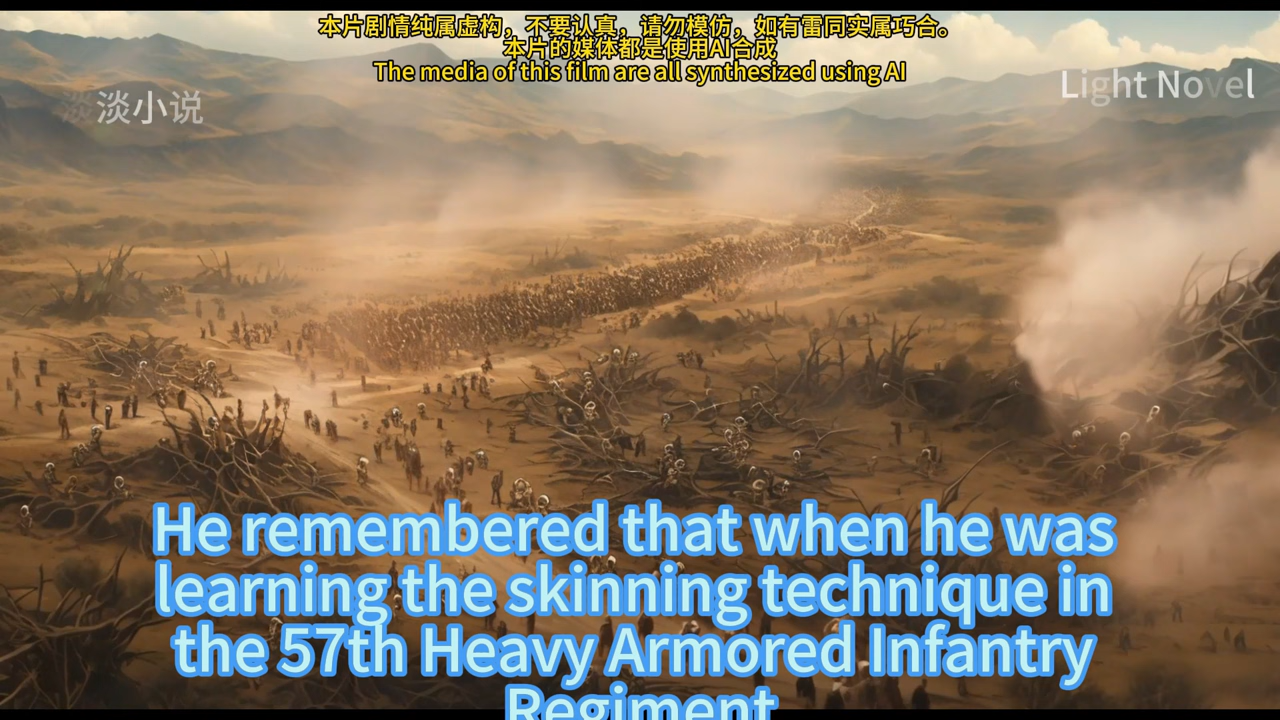 本片剧情纯属虚构，不要认真，请勿模仿，如有雷同实属巧合。
本片的媒体都是使用AI合成
The media of this film are all synthesized using AI
淡淡小说
Light Novel
He remembered that when he was
learning the skinning technique in
the 57th Heavy Armored Infantry
Regiment